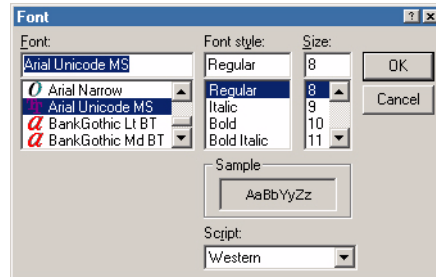 Font
Font: Font style: Size:
Arial Unicode MS Regular 8 OK
Arial Narrow Regular 8
Arial Unicode MS Italic 9 Cancel
BankGothic Lt BT Bold 10
BankGothic Md BT Bold Italic 11
Sample
AaBbYyZz
Script:
Western